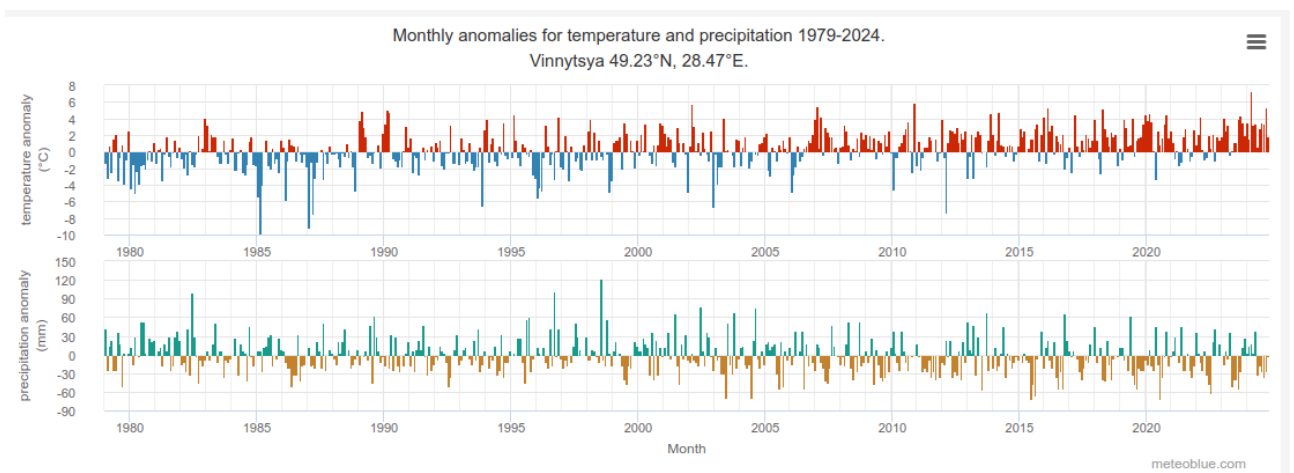 Monthly anomalies for temperature and precipitation 1979-2024.
Vinnytsya 49.23°N, 28.47°E.
temperature anomaly
(°C)
8
6
4
2
0
-2
-4
-6
-8
-10
1980 1985 1990 1995 2000 2005 2010 2015 2020
precipitation anomaly
(mm)
150
120
90
60
30
0
-30
-60
-90
1980 1985 1990 1995 2000 2005 2010 2015 2020
Month
meteoblue.com